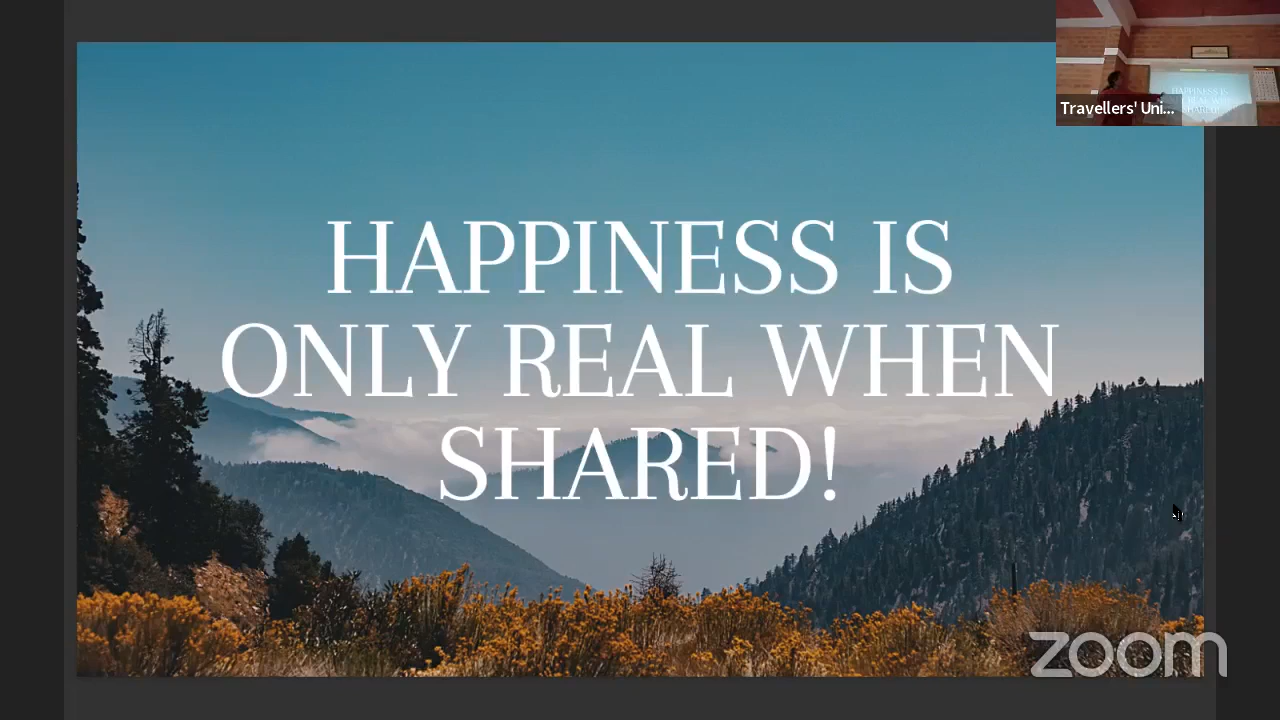 Travellers' Uni...
HAPPINESS IS
ONLY REAL WHEN
SHARED!
zoom